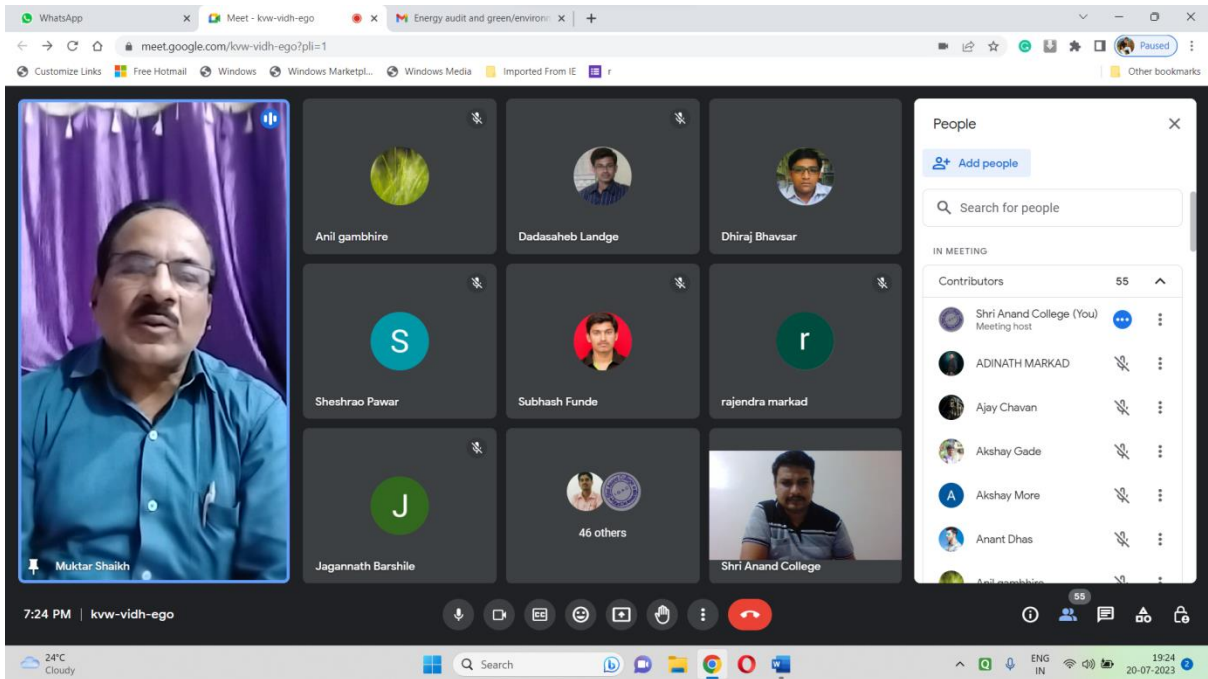 WhatsApp
Meet - kvw-vidh-ego
Energy audit and green/environ
meet.google.com/kvw-vidh-ego?pli=1
Paused
Customize Links
Free Hotmail
Windows
Windows Marketpl...
Windows Media
Imported From IE
r
Other bookmarks
Muktar Shaikh
Anil gambhire
Dadasaheb Landge
Dhiraj Bhavsar
S
Sheshrao Pawar
Subhash Funde
r
rajendra markad
J
Jagannath Barshile
46 others
Shri Anand College
People
Add people
Search for people
IN MEETING
Contributors 55
Shri Anand College (You)
Meeting host
ADINATH MARKAD
Ajay Chavan
Akshay Gade
A Akshay More
Anant Dhas
Anil gambhire
7:24 PM | kvw-vidh-ego
CC
55
24°C
Cloudy
Search
ENG
IN
19:24
20-07-2023
2